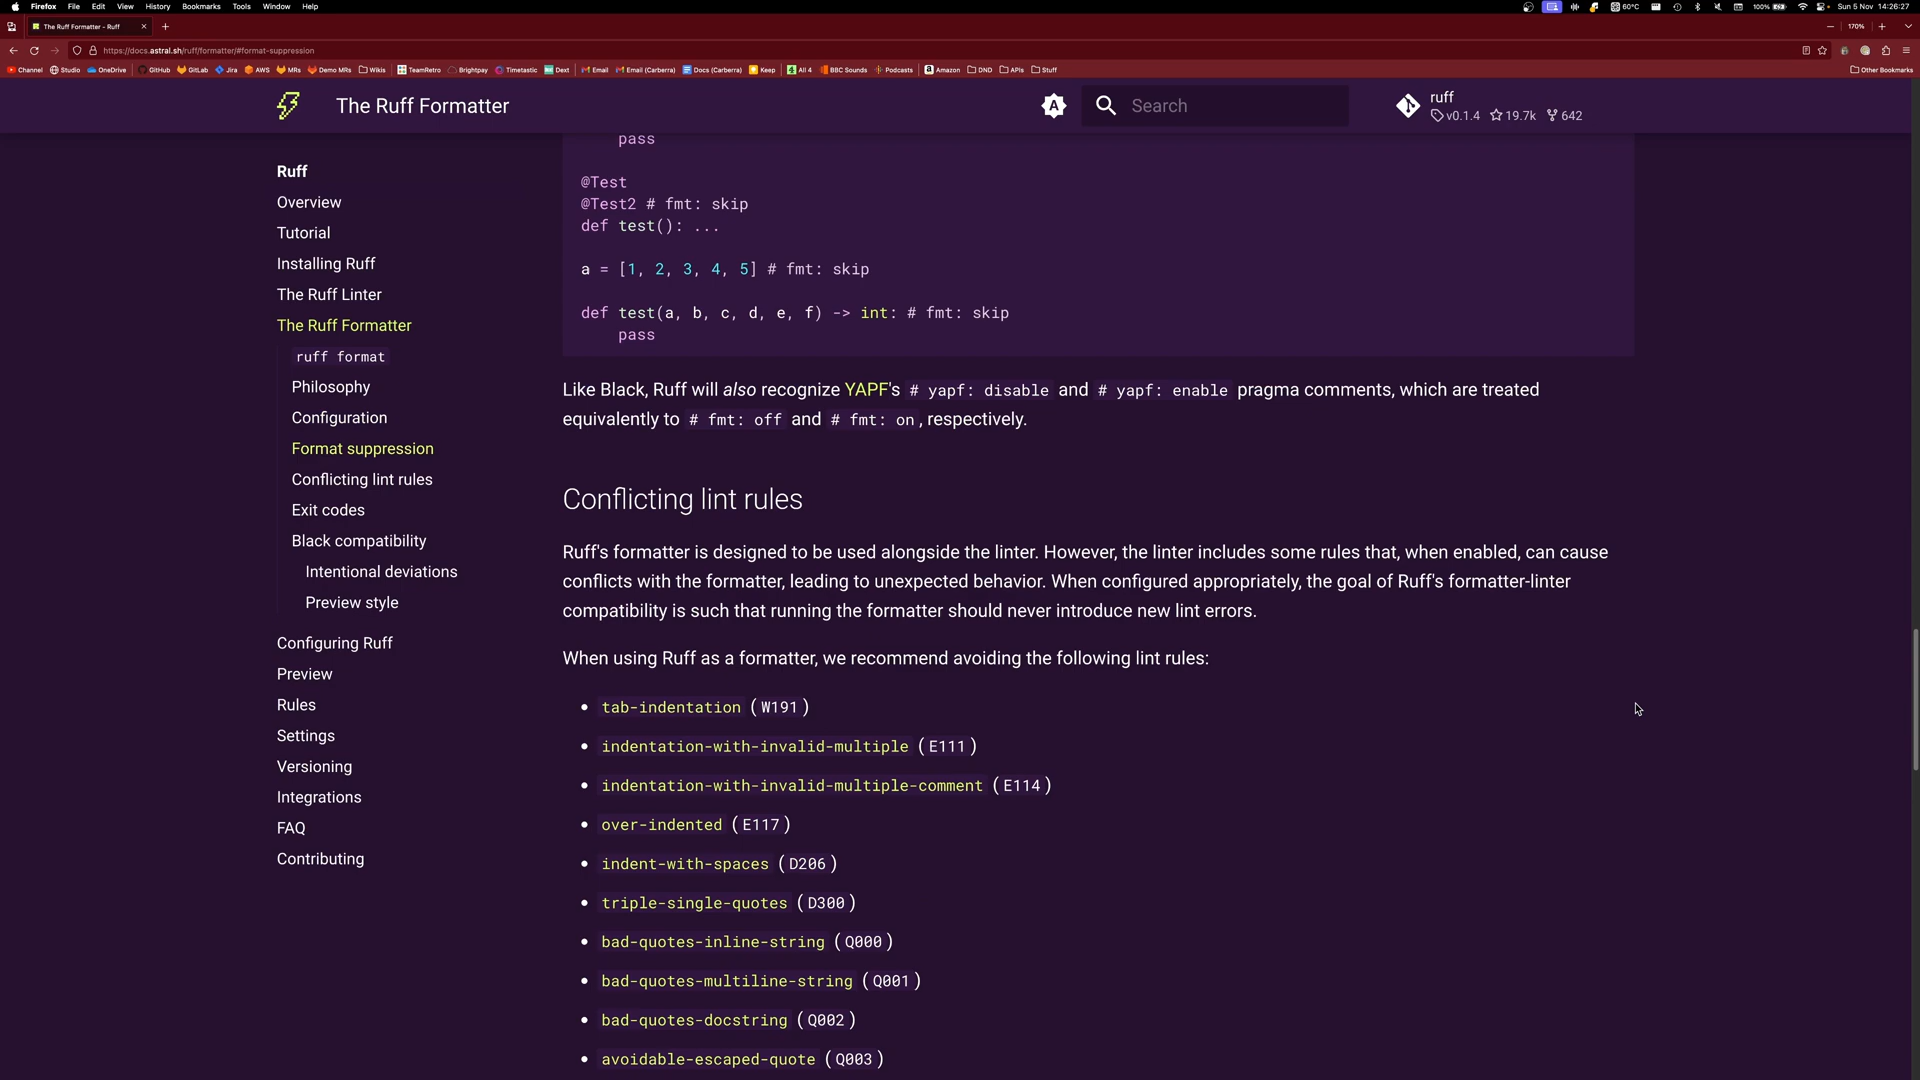 Firefox File Edit View History Bookmarks Tools Window Help 60°C 100% Sun 5 Nov 14:26:27
The Ruff Formatter - Ruff 170%
https://docs.astral.sh/ruff/formatter/#format-suppression
Channel Studio OneDrive GitHub GitLab Jira AWS MRs Demo MRs Wikis TeamRetro Brightpay Timetastic Dext Email Email (Carberra) Docs (Carberra) Keep All 4 BBC Sounds Podcasts Amazon DND APIs Stuff Other Bookmarks
The Ruff Formatter
A
Search
ruff
v0.1.4 19.7k 642
Ruff
Overview
Tutorial
Installing Ruff
The Ruff Linter
The Ruff Formatter
ruff format
Philosophy
Configuration
Format suppression
Conflicting lint rules
Exit codes
Black compatibility
Intentional deviations
Preview style
Configuring Ruff
Preview
Rules
Settings
Versioning
Integrations
FAQ
Contributing
pass
@Test
@Test2 # fmt: skip
def test(): ...
a = [1, 2, 3, 4, 5] # fmt: skip
def test(a, b, c, d, e, f) -> int: # fmt: skip
pass
Like Black, Ruff will also recognize YAPF's # yapf: disable and # yapf: enable pragma comments, which are treated
equivalently to # fmt: off and # fmt: on, respectively.
Conflicting lint rules
Ruff's formatter is designed to be used alongside the linter. However, the linter includes some rules that, when enabled, can cause
conflicts with the formatter, leading to unexpected behavior. When configured appropriately, the goal of Ruff's formatter-linter
compatibility is such that running the formatter should never introduce new lint errors.
When using Ruff as a formatter, we recommend avoiding the following lint rules:
• tab-indentation (W191)
• indentation-with-invalid-multiple (E111)
• indentation-with-invalid-multiple-comment (E114)
• over-indented (E117)
• indent-with-spaces (D206)
• triple-single-quotes (D300)
• bad-quotes-inline-string (Q000)
• bad-quotes-multiline-string (Q001)
• bad-quotes-docstring (Q002)
• avoidable-escaped-quote (Q003)